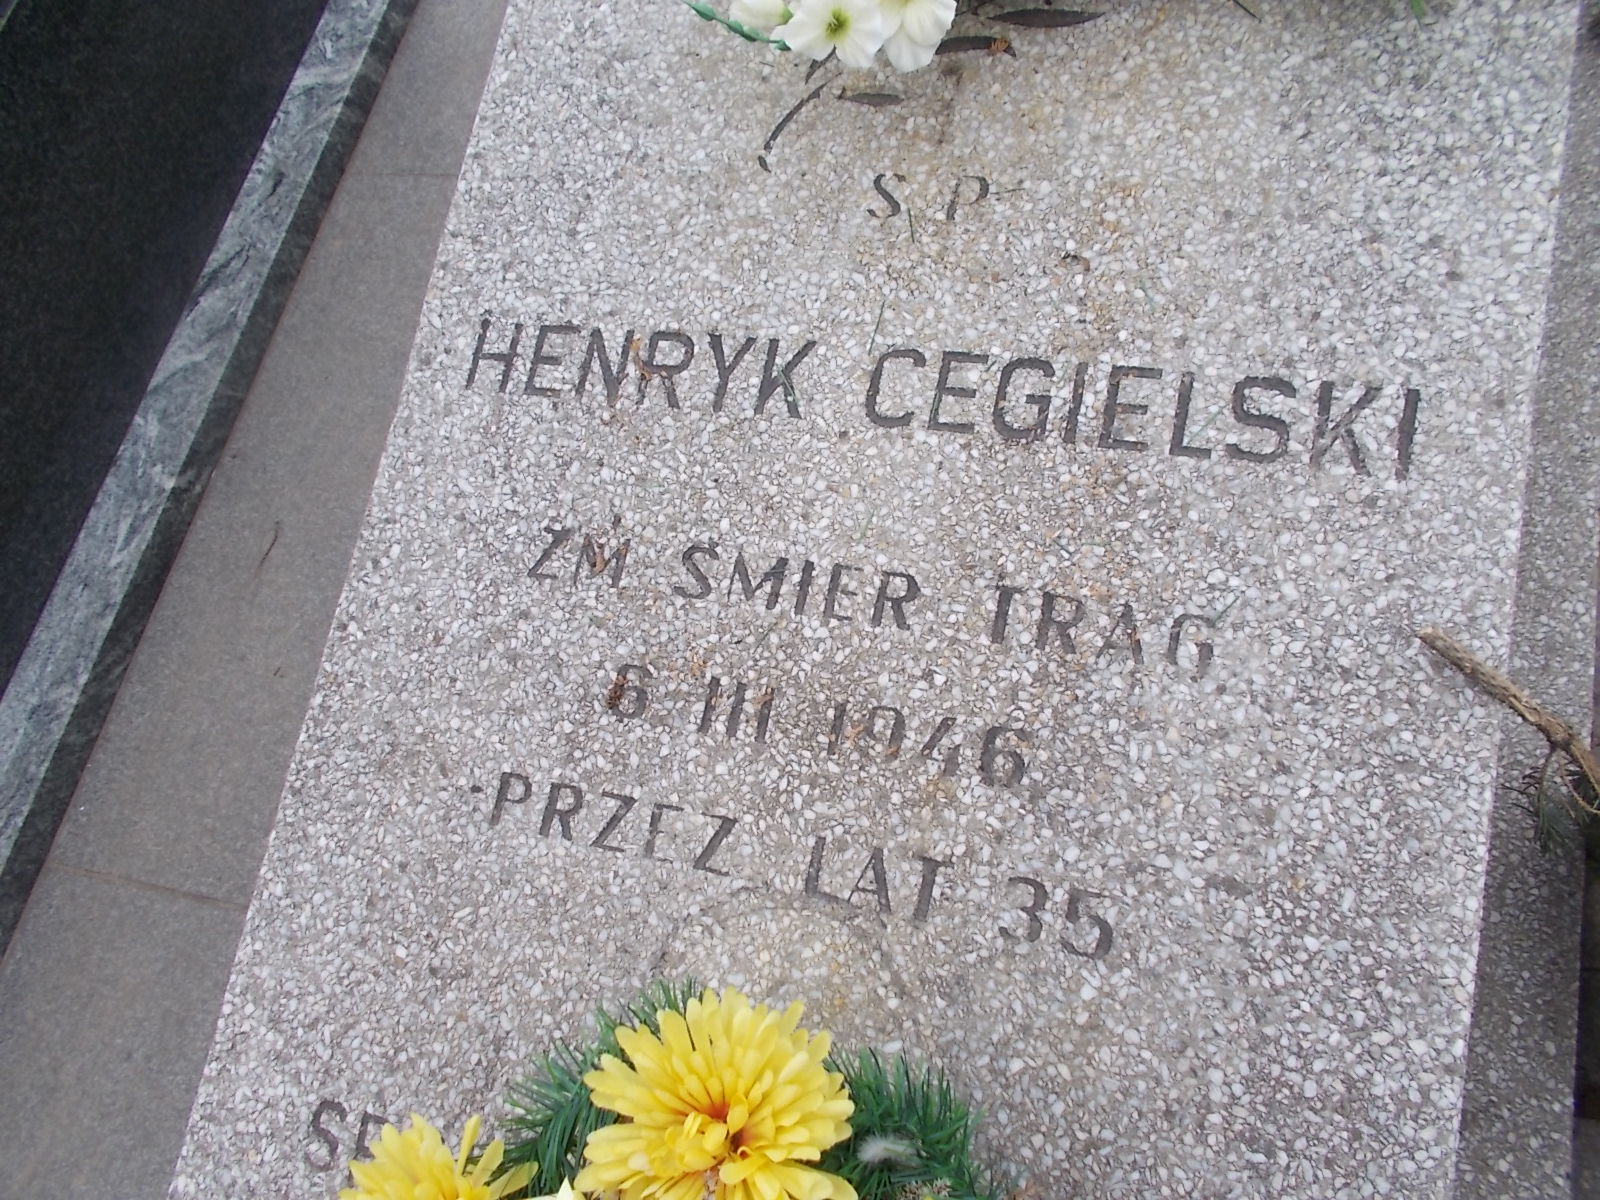 S. P.
HENRYK CEGIELSKI
ZM ŚMIER TRAG
6 III 1946
PRZEZ LAT 35